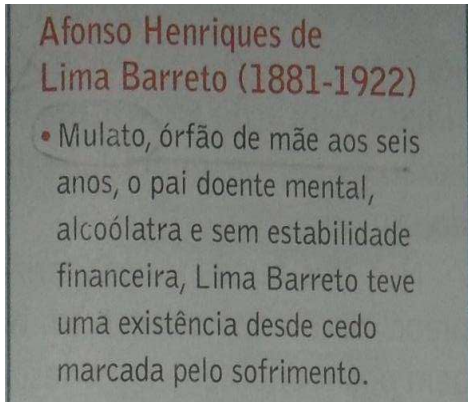 Afonso Henriques de
Lima Barreto (1881-1922)
• Mulato, órfão de mãe aos seis
anos, o pai doente mental,
alcoólatra e sem estabilidade
financeira, Lima Barreto teve
uma existência desde cedo
marcada pelo sofrimento.